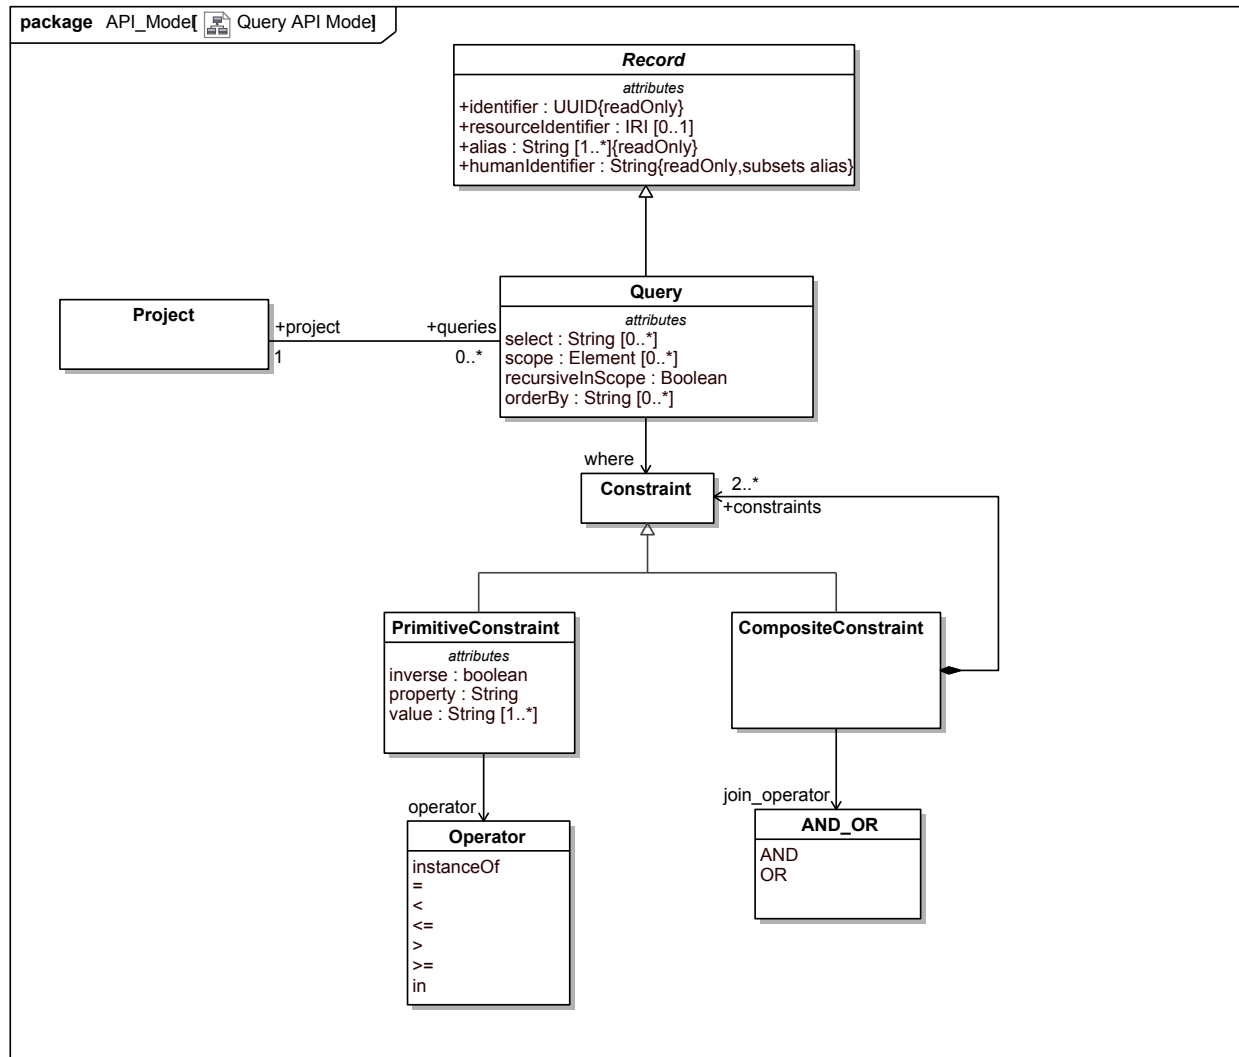 package API_Model[ Query API Model]
Record
attributes
+identifier : UUID{readOnly}
+resourceIdentifier : IRI [0..1]
+alias : String [1..*]{readOnly}
+humanIdentifier : String{readOnly,subsets alias}
Query
attributes
select : String [0..*]
scope : Element [0..*]
recursiveInScope : Boolean
orderBy : String [0..*]
Project
+project
+queries
1
0..*
where
Constraint
2..*
+constraints
PrimitiveConstraint
attributes
inverse : boolean
property : String
value : String [1..*]
CompositeConstraint
operator
join_operator
Operator
instanceOf
=
<
<=
>
>=
in
AND_OR
AND
OR